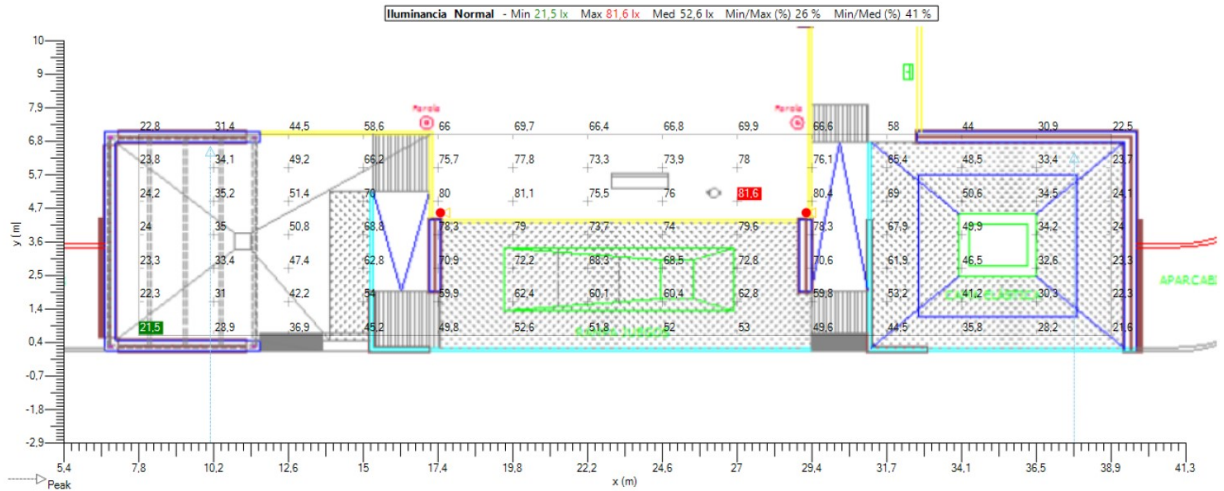 Iluminancia Normal - Min 21,5 lx Max 81,6 lx Med 52,6 lx Min/Max (%) 26 % Min/Med (%) 41 %
10
9
7.9
6.8
5.7
4.7
3.6
2.5
1.4
0.4
-0.7
-1.8
-2.9
y (m)
Farola Farola
22,8 31,4 44,5 58,6 66 69,7 66,4 66,8 69,9 66,6 58 44 30,9 22,5
23,8 34,1 49,2 66,2 75,7 77,8 73,3 73,9 78 76,1 65,4 48,5 33,4 23,7
24,2 35,2 51,4 70 80 81,1 75,5 76 81,6 80,4 69 50,6 34,5 24,1
24 35 50,8 68,8 78,3 79 73,7 74 79,6 78,3 67,9 49,9 34,2 24
23,3 33,4 47,4 62,8 70,9 72,2 68,3 68,5 72,8 70,6 61,9 46,5 32,6 23,3
APARCABI
22,3 31 42,2 54 59,9 62,4 60,1 60,4 62,8 59,8 53,2 41,2 30,3 22,3
CAMA ELASTICA
21,5 28,9 36,9 45,2 49,8 52,6 51,8 52 53 49,6 44,5 35,8 28,2 21,6
5,4 7,8 10,2 12,6 15 17,4 19,8 22,2 24,6 27 29,4 31,7 34,1 36,5 38,9 41,3
x (m)
Peak